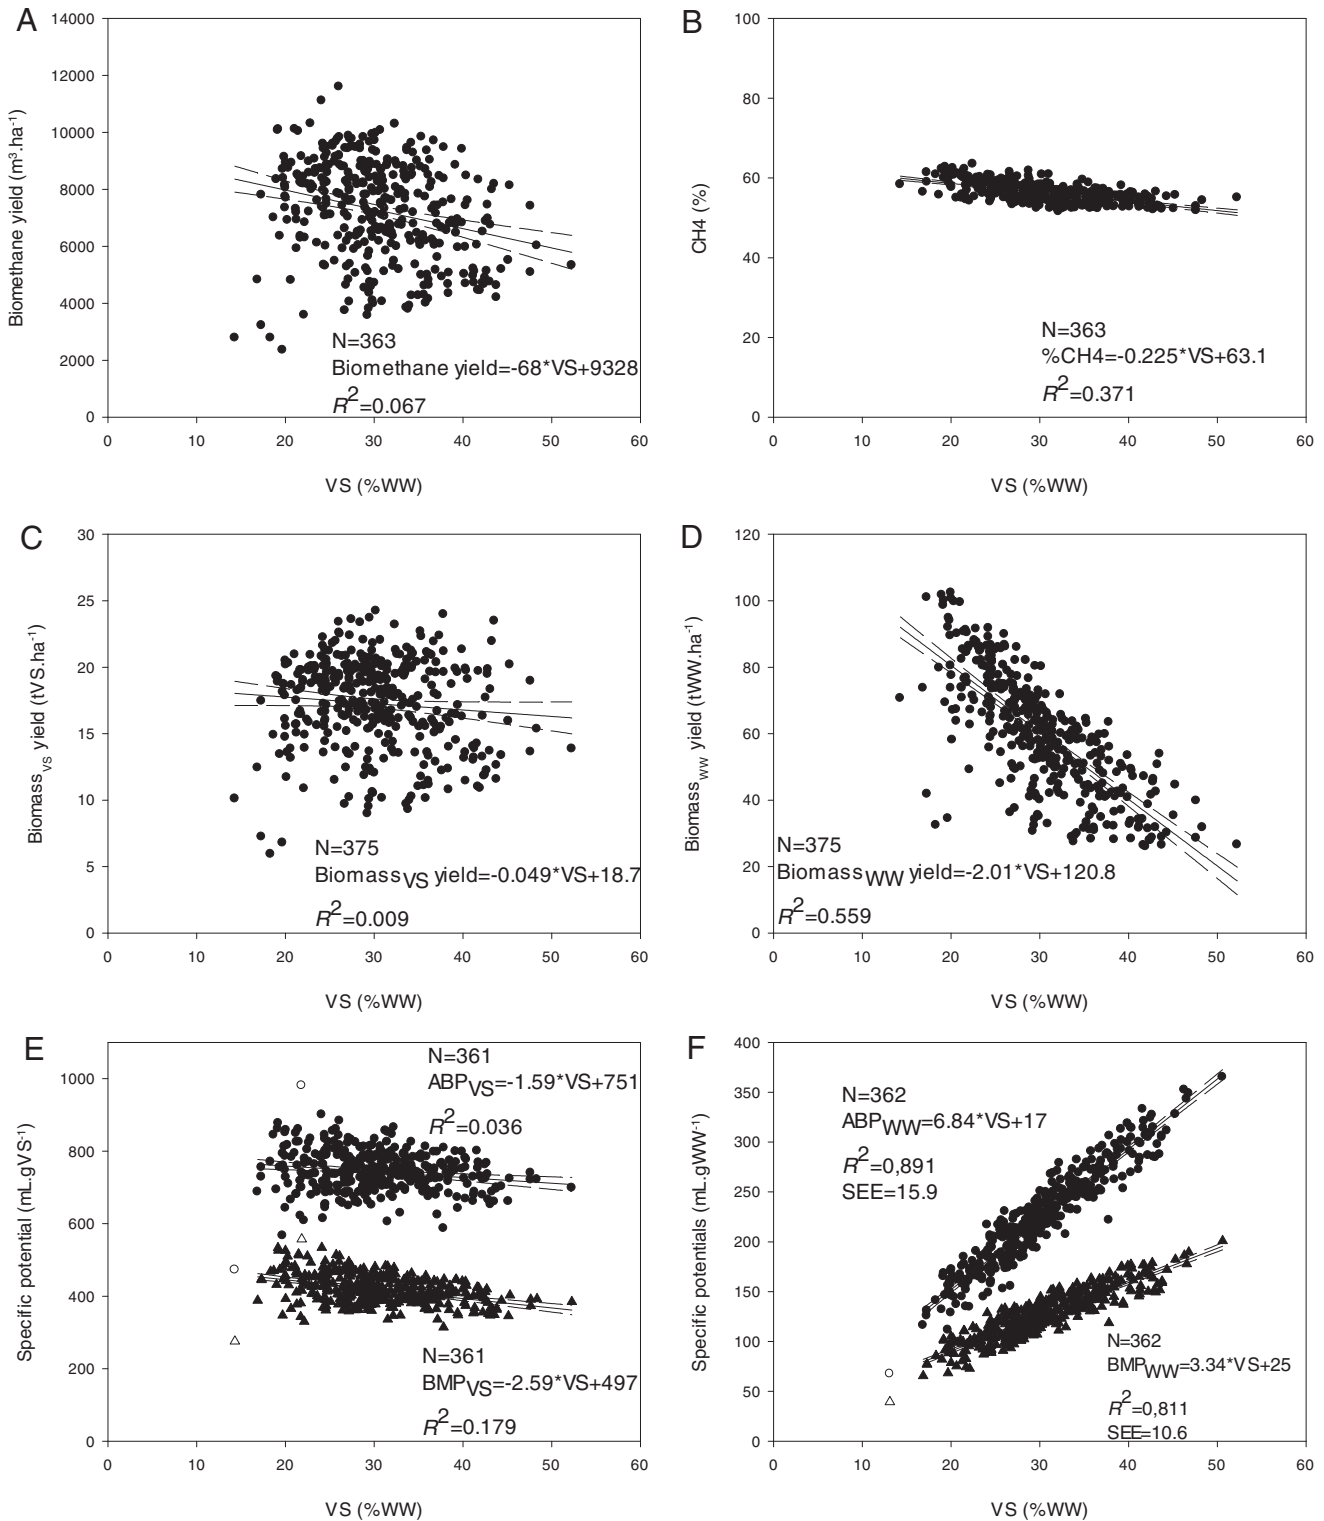 A
14000
12000
10000
8000
6000
4000
2000
0
Biomethane yield (m³.ha⁻¹)
N=363
Biomethane yield=-68*VS+9328
R²=0.067
0 10 20 30 40 50 60
VS (%WW)
B
100
80
60
40
20
0
CH4 (%)
N=363
%CH4=-0.225*VS+63.1
R²=0.371
0 10 20 30 40 50 60
VS (%WW)
C
30
25
20
15
10
5
0
Biomass_VS yield (tVS.ha⁻¹)
N=375
Biomass_VS yield=-0.049*VS+18.7
R²=0.009
0 10 20 30 40 50 60
VS (%WW)
D
120
100
80
60
40
20
0
Biomass_WW yield (tWW.ha⁻¹)
N=375
Biomass_WW yield=-2.01*VS+120.8
R²=0.559
0 10 20 30 40 50 60
VS (%WW)
E
1000
800
600
400
200
0
Specific potential (mL.gVS⁻¹)
N=361
ABP_VS=-1.59*VS+751
R²=0.036
N=361
BMP_VS=-2.59*VS+497
R²=0.179
0 10 20 30 40 50 60
VS (%WW)
F
400
350
300
250
200
150
100
50
0
Specific potentials (mL.gWW⁻¹)
N=362
ABP_WW=6.84*VS+17
R²=0,891
SEE=15.9
N=362
BMP_WW=3.34*VS+25
R²=0,811
SEE=10.6
0 10 20 30 40 50 60
VS (%WW)